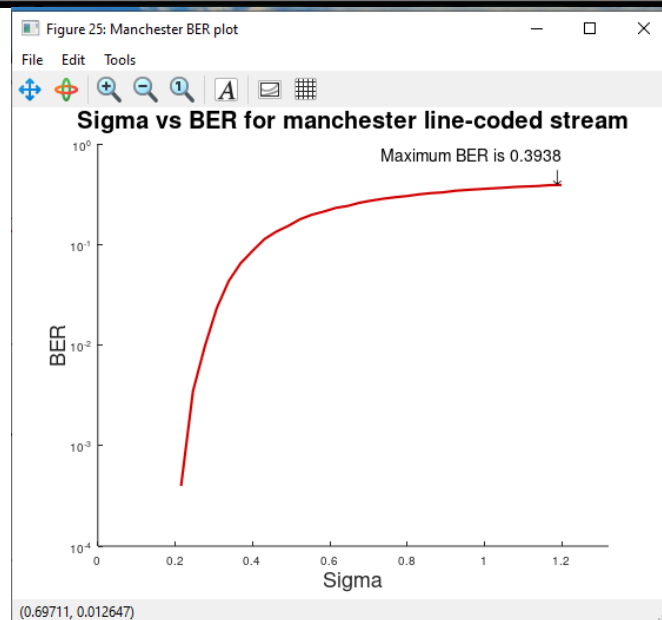 Figure 25: Manchester BER plot
File Edit Tools
Sigma vs BER for manchester line-coded stream
Maximum BER is 0.3938
10^0
10^-1
10^-2
10^-3
10^-4
BER
0 0.2 0.4 0.6 0.8 1 1.2
Sigma
(0.69711, 0.012647)